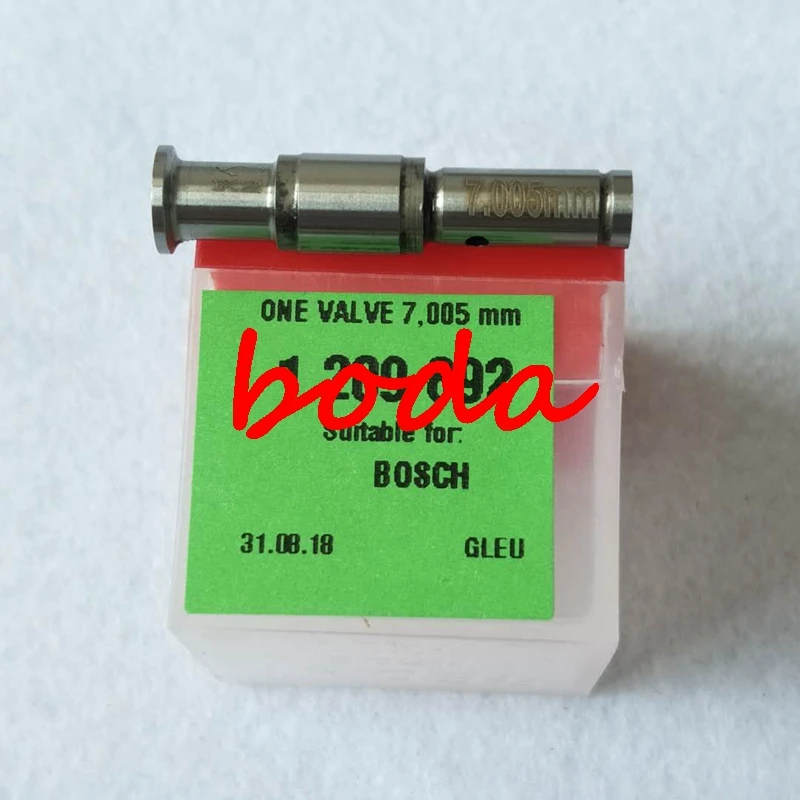 7.005mm
ONE VALVE 7,005 mm
boda
Suitable for:
BOSCH
31.08.18 GLEU